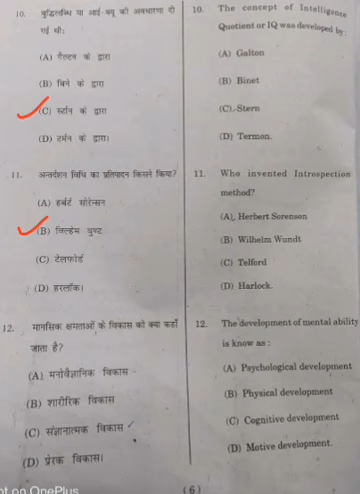 10. बुद्धिलब्धि या आई-क्यू की अवधारणा दी
गई थी:
(A) गैल्टन के द्वारा
(B) बिने के द्वारा
(C) स्टर्न के द्वारा
(D) टर्मन के द्वारा।
11. अन्तर्दशन विधि का प्रतिपादन किसने किया?
(A) हर्बर्ट सोरेन्सन
(B) विल्हेम वुण्ट
(C) टेलफोर्ड
(D) हरलॉक।
12. मानसिक क्षमताओं के विकास को क्या कहाँ
जाता है?
(A) मनोवैज्ञानिक विकास
(B) शारीरिक विकास
(C) संज्ञानात्मक विकास
(D) प्रेरक विकास।
10. The concept of Intelligence
Quotient or IQ was developed by:
(A) Galton
(B) Binet
(C) Stern
(D) Termon.
11. Who invented Introspection
method?
(A) Herbert Sorenson
(B) Wilhelm Wundt
(C) Telford
(D) Harlock.
12. The development of mental ability
is know as :
(A) Psychological development
(B) Physical development
(C) Cognitive development
(D) Motive development.
(6)
on OnePlus